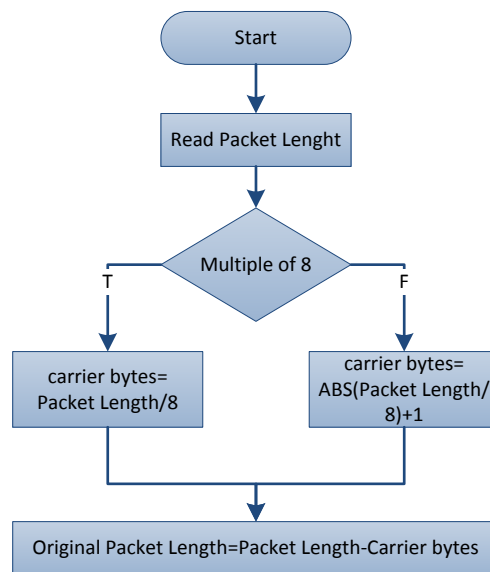 Start
Read Packet Lenght
Multiple of 8
T
F
carrier bytes=
Packet Length/8
carrier bytes=
ABS(Packet Length/
8)+1
Original Packet Length=Packet Length-Carrier bytes